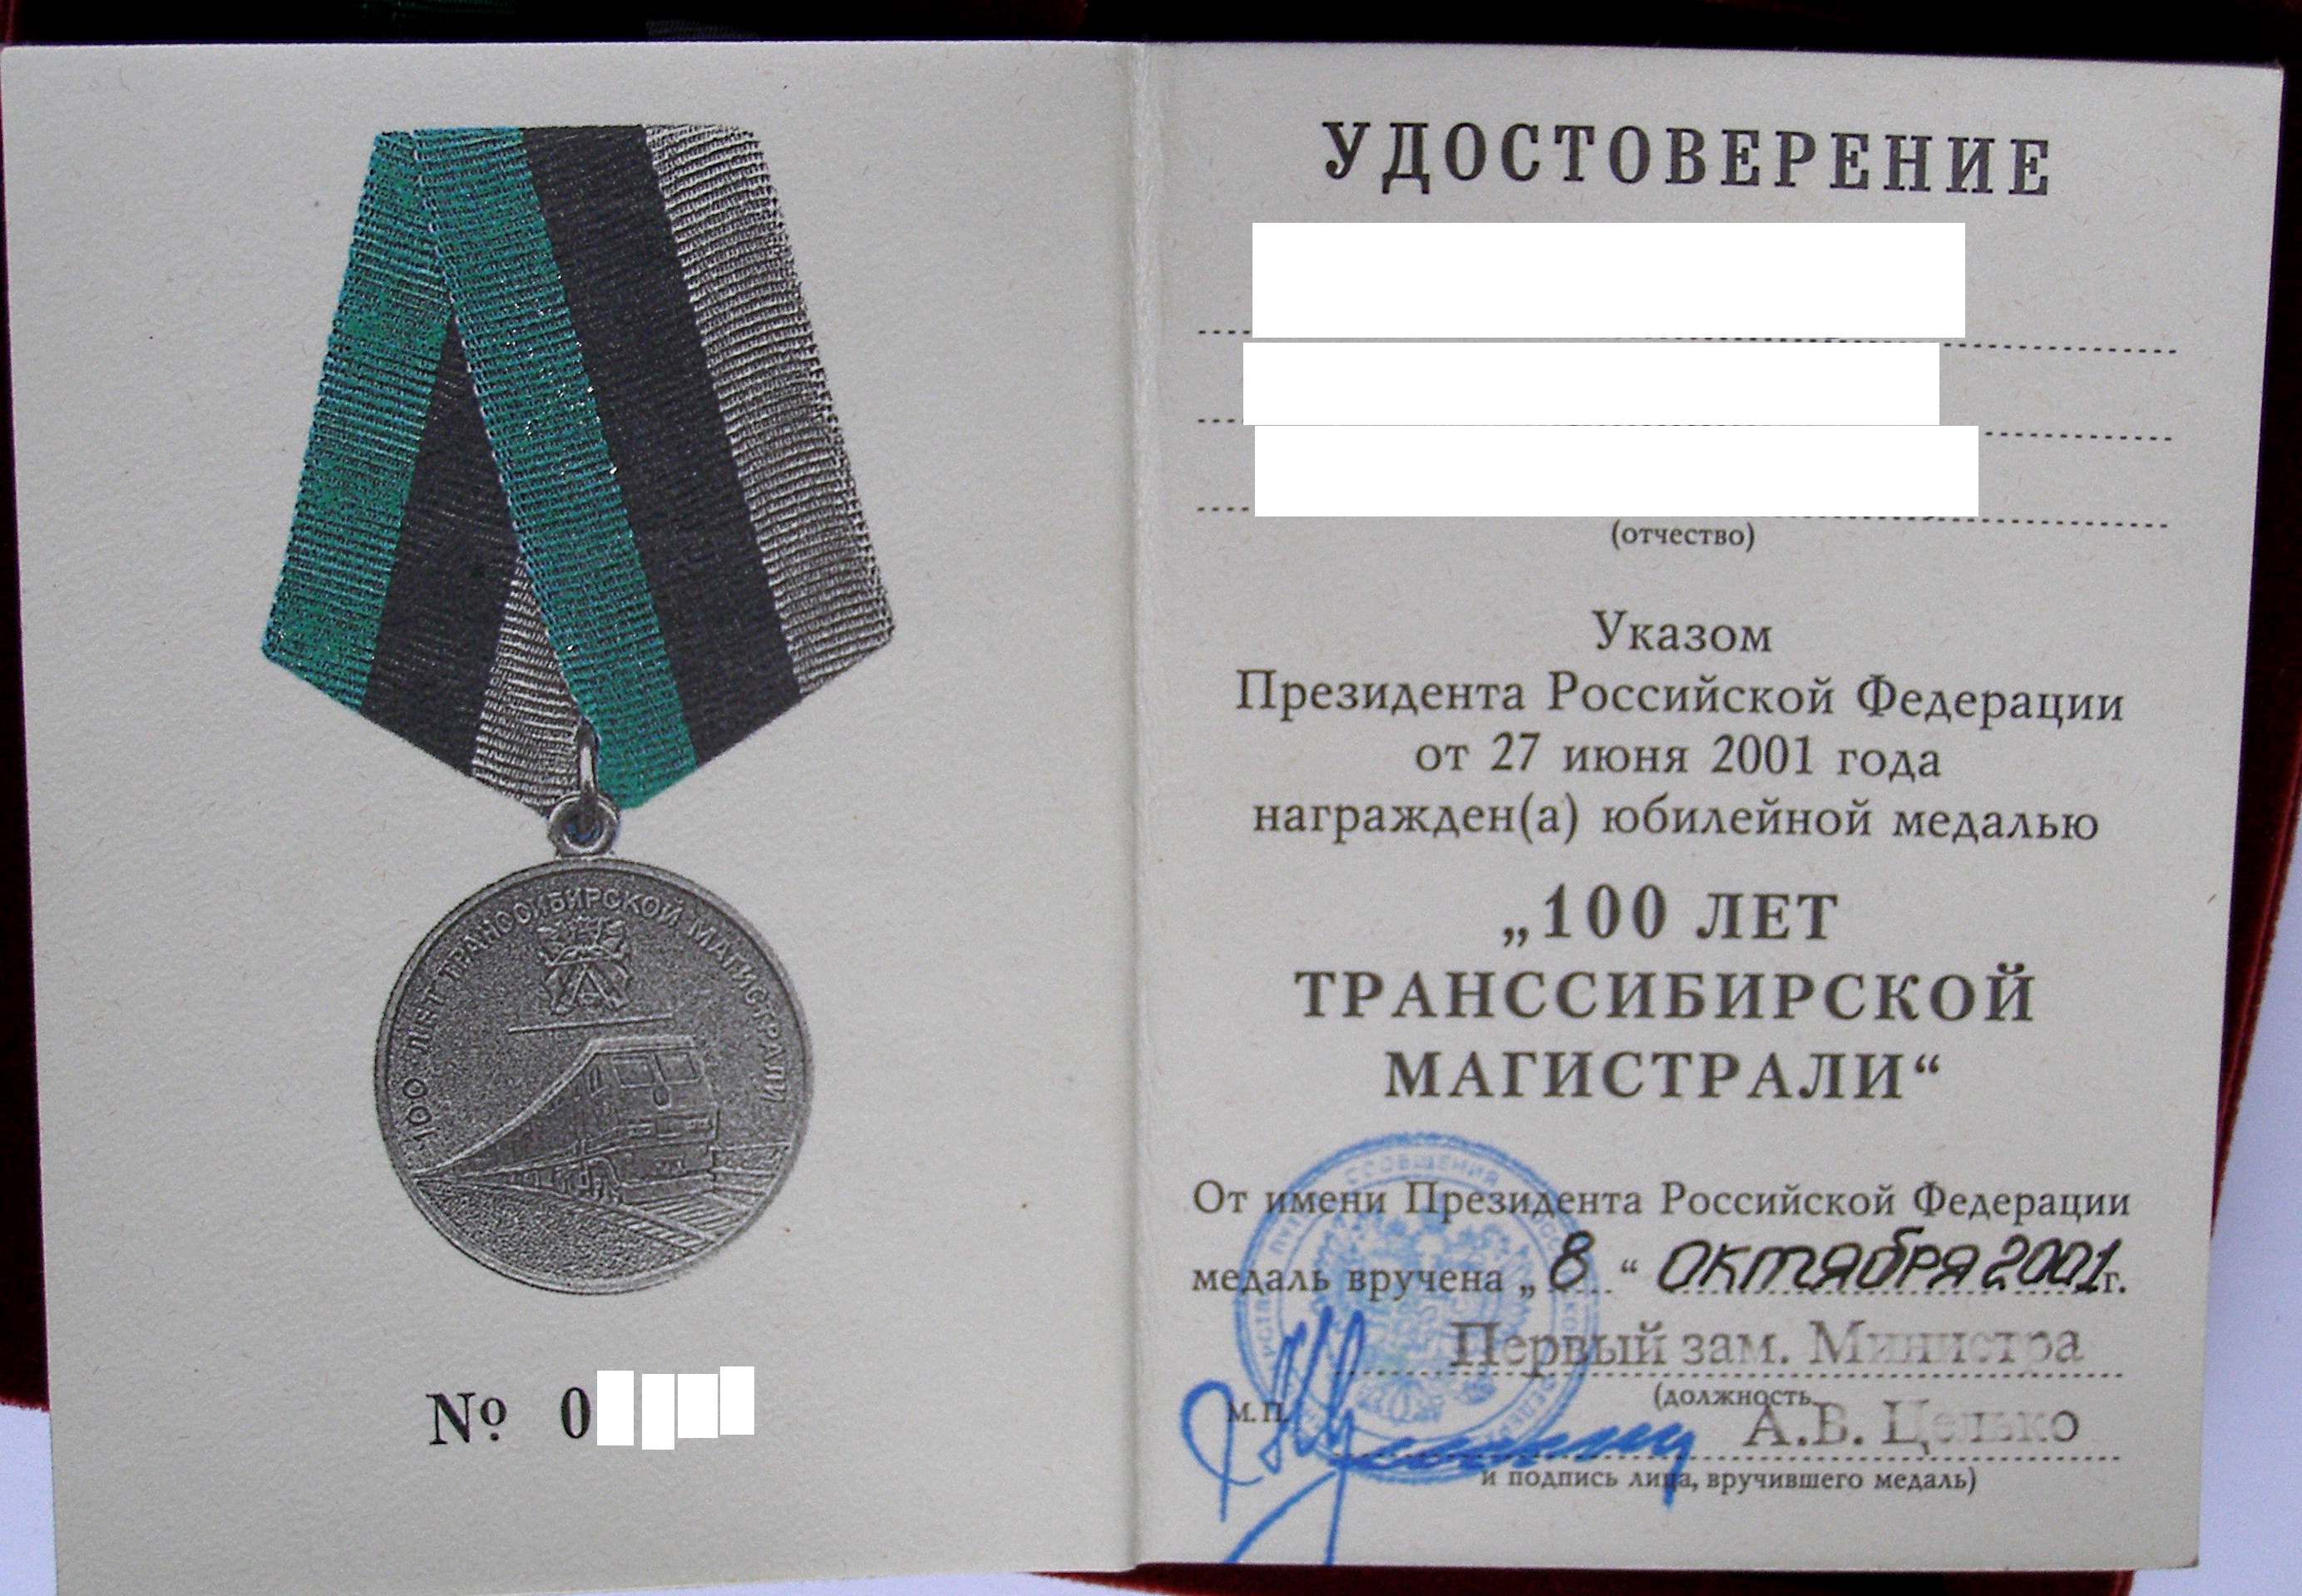 100 ЛЕТ ТРАНССИБИРСКОЙ МАГИСТРАЛИ
№ 0
УДОСТОВЕРЕНИЕ
(отчество)
Указом
Президента Российской Федерации
от 27 июня 2001 года
награжден(а) юбилейной медалью
„100 ЛЕТ
ТРАНССИБИРСКОЙ
МАГИСТРАЛИ“
СООБЩЕНИЯ
От имени Президента Российской Федерации
медаль вручена „8“ октября 2001г.
Первый зам. Министра
(должность
М.П.
А.В. Целько
и подпись лица, вручившего медаль)